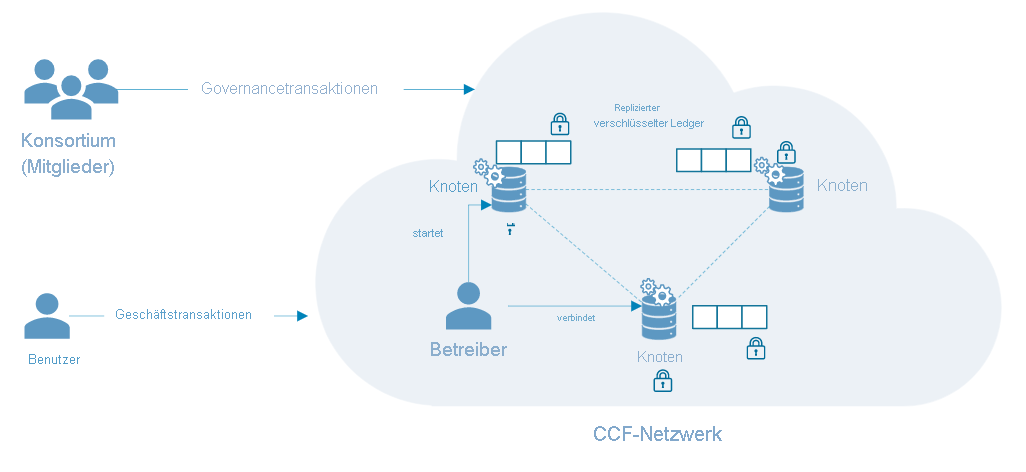 Governancetransaktionen
Konsortium
(Mitglieder)
Replizierter
verschlüsselter Ledger
Knoten
Knoten
startet
Geschäftstransaktionen
verbindet
Benutzer
Betreiber
Knoten
CCF-Netzwerk